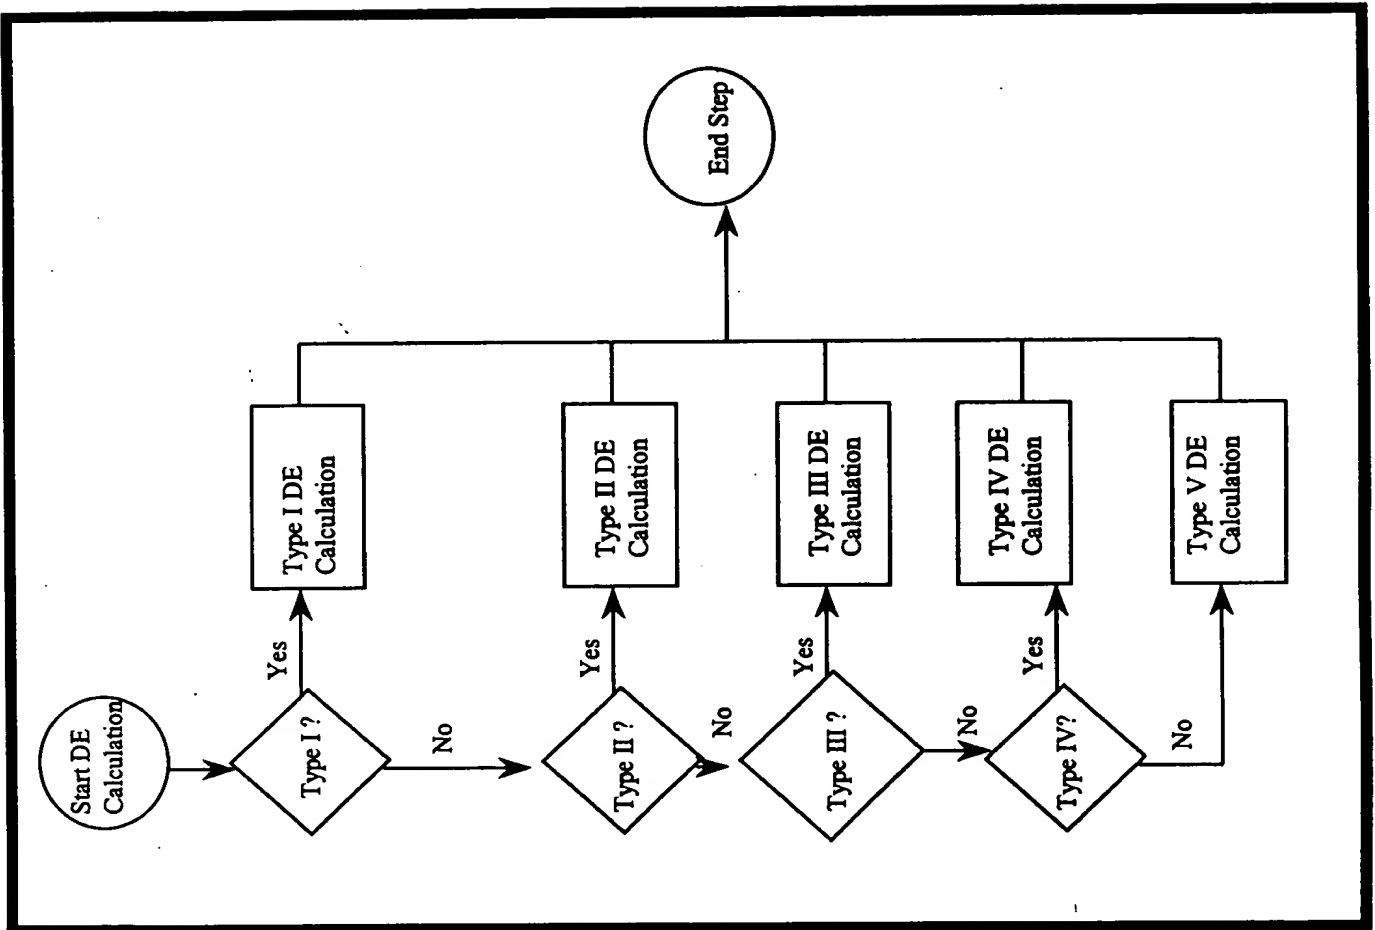 Start DE
Calculation
Type I ?
Yes
Type I DE
Calculation
No
Type II ?
Yes
Type II DE
Calculation
No
Type III ?
Yes
Type III DE
Calculation
No
Type IV?
Yes
Type IV DE
Calculation
No
Type V DE
Calculation
End Step